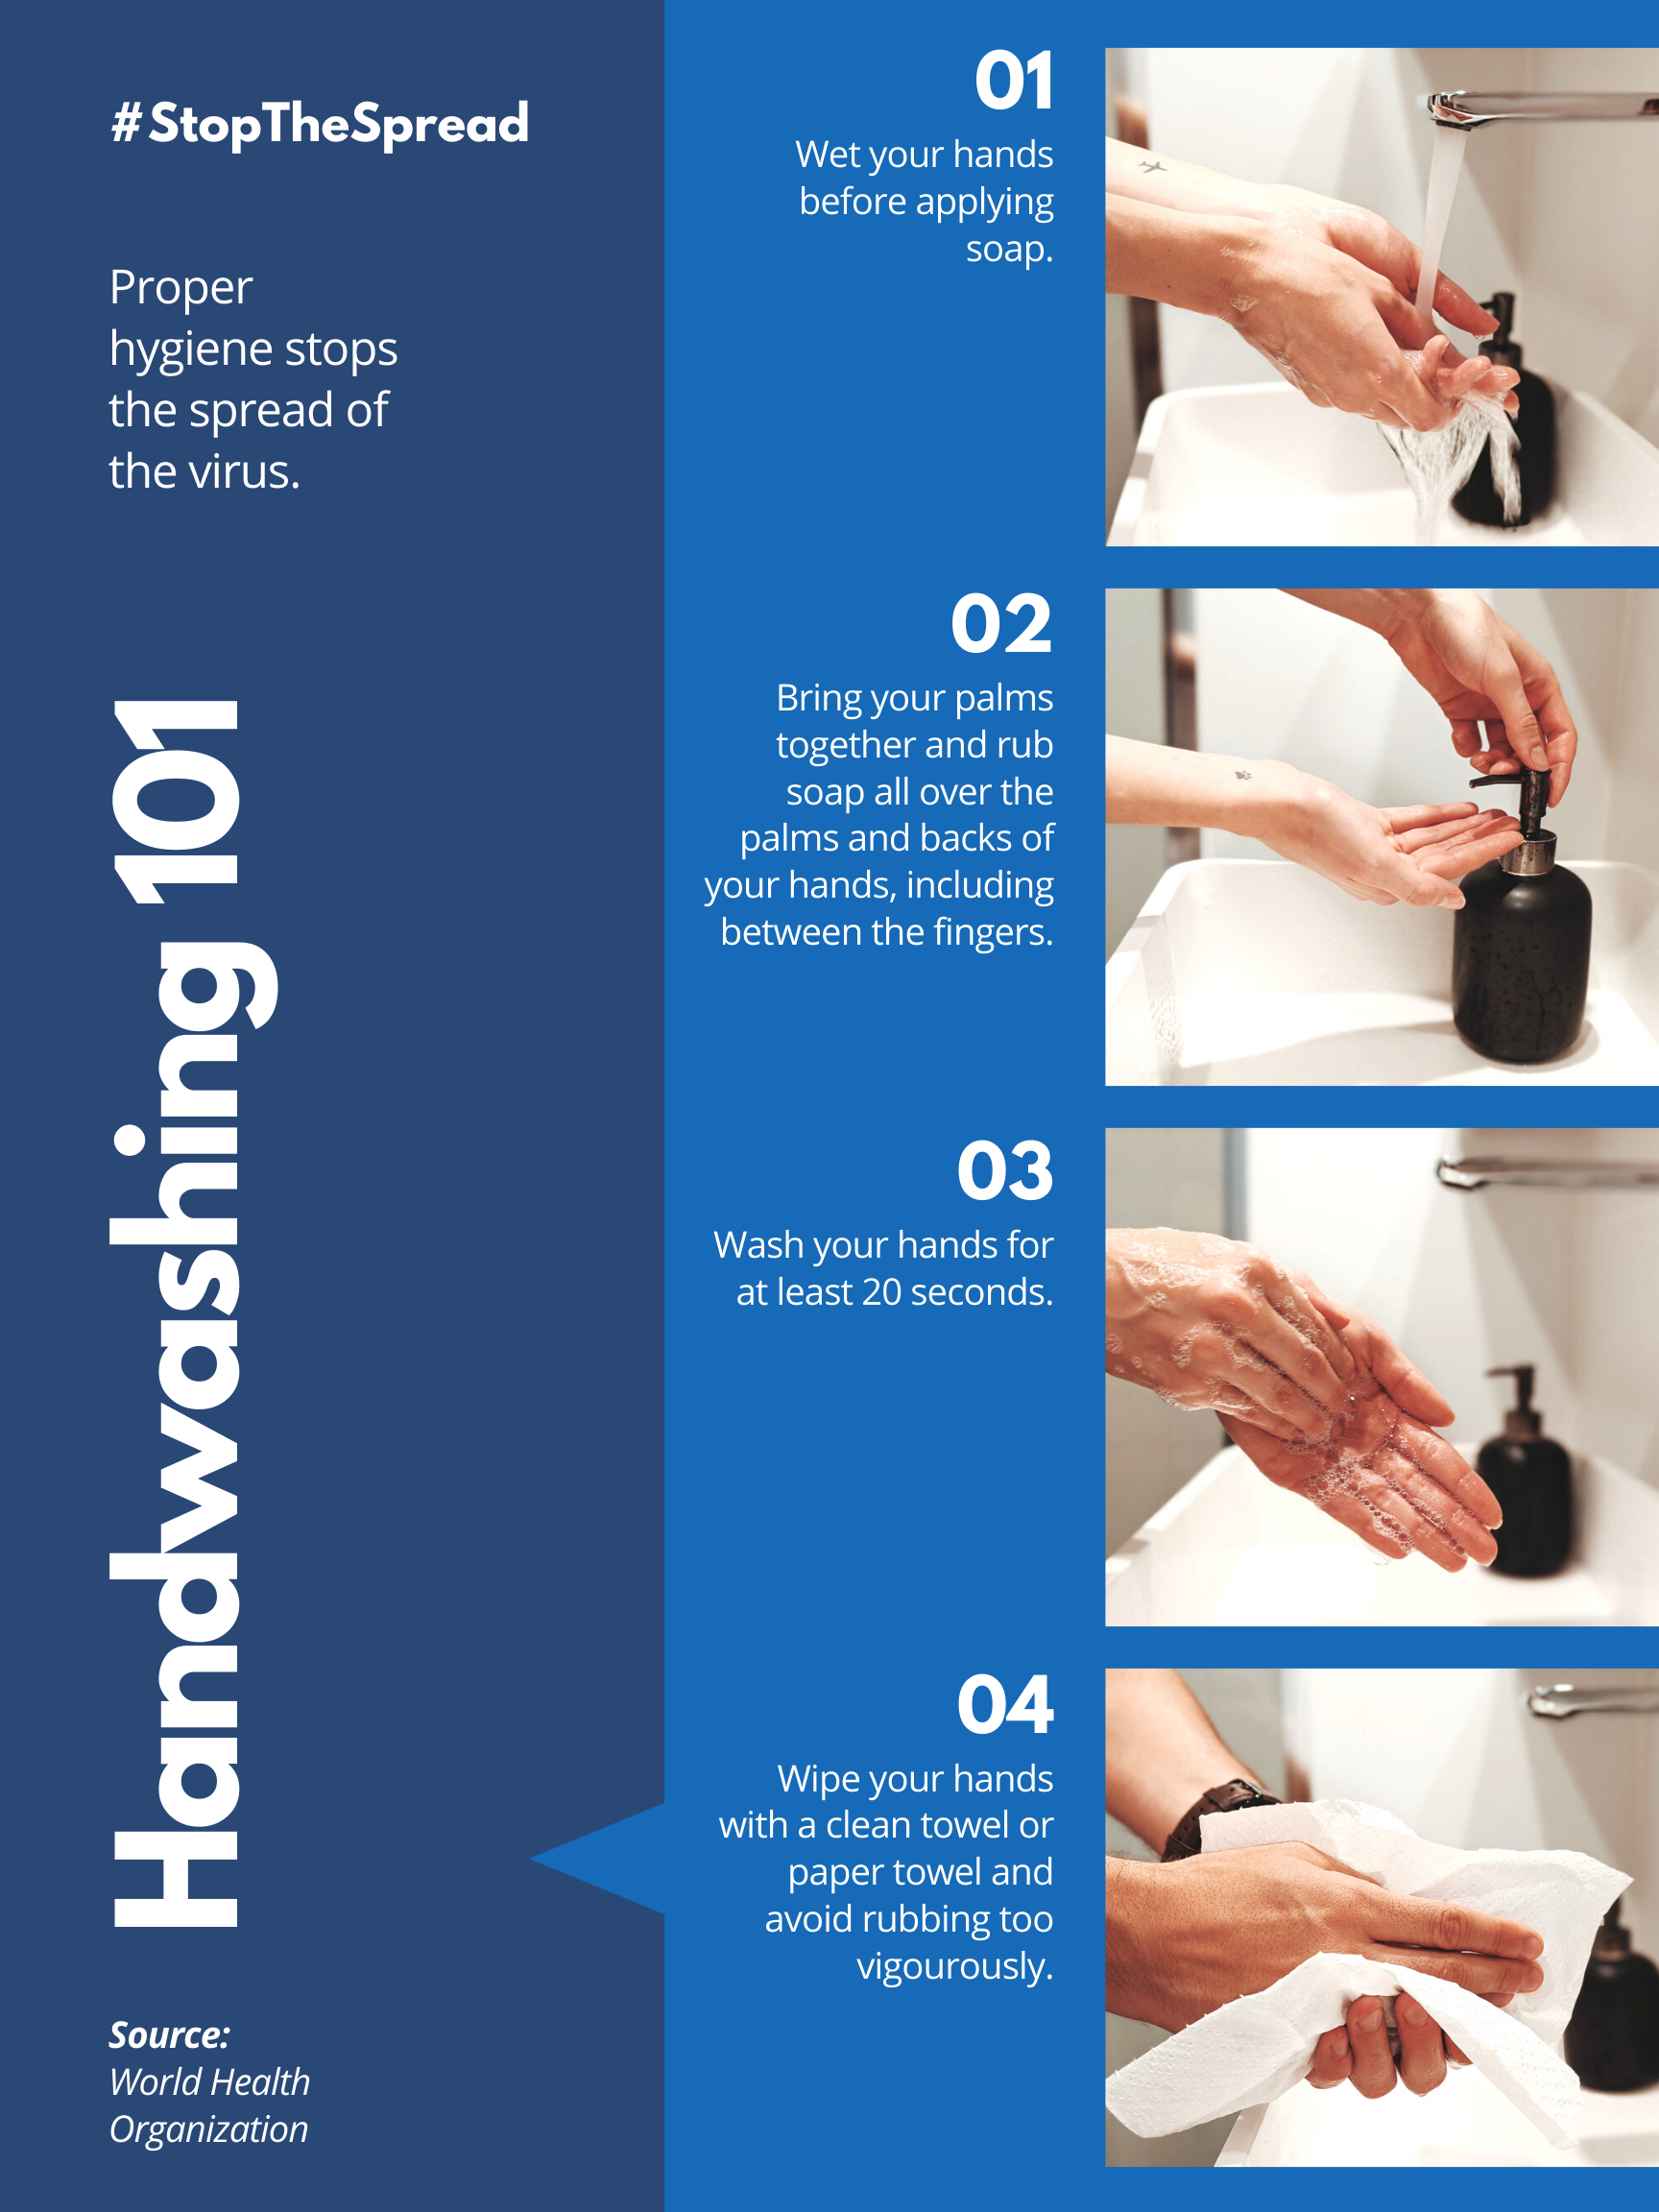 #StopTheSpread
Proper
hygiene stops
the spread of
the virus.
Handwashing 101
Source:
World Health
Organization
01
Wet your hands
before applying
soap.
02
Bring your palms
together and rub
soap all over the
palms and backs of
your hands, including
between the fingers.
03
Wash your hands for
at least 20 seconds.
04
Wipe your hands
with a clean towel or
paper towel and
avoid rubbing too
vigourously.